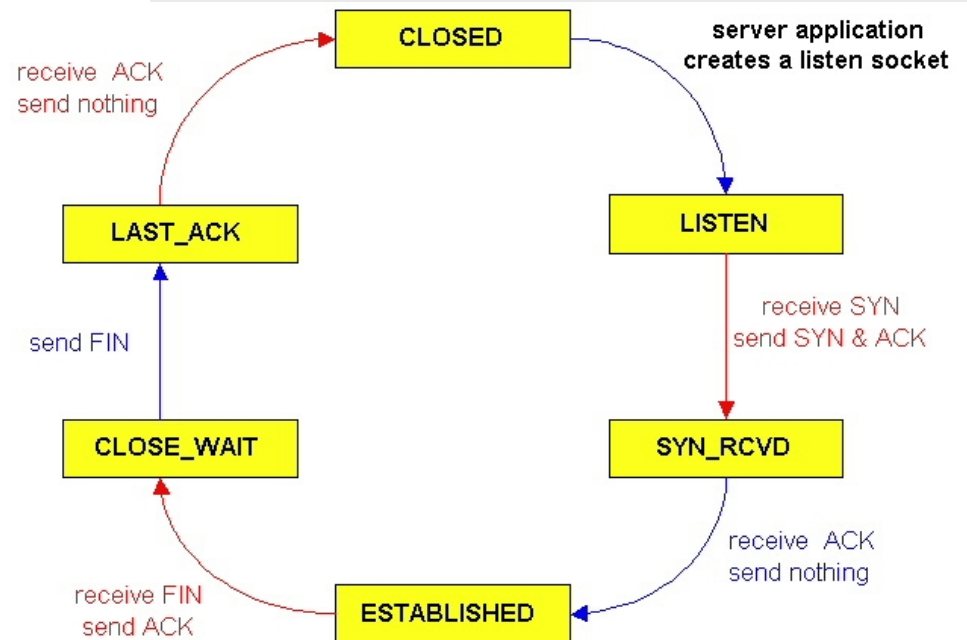 CLOSED
server application
creates a listen socket
receive ACK
send nothing
LAST_ACK
LISTEN
receive SYN
send SYN & ACK
send FIN
CLOSE_WAIT
SYN_RCVD
receive ACK
send nothing
receive FIN
send ACK
ESTABLISHED